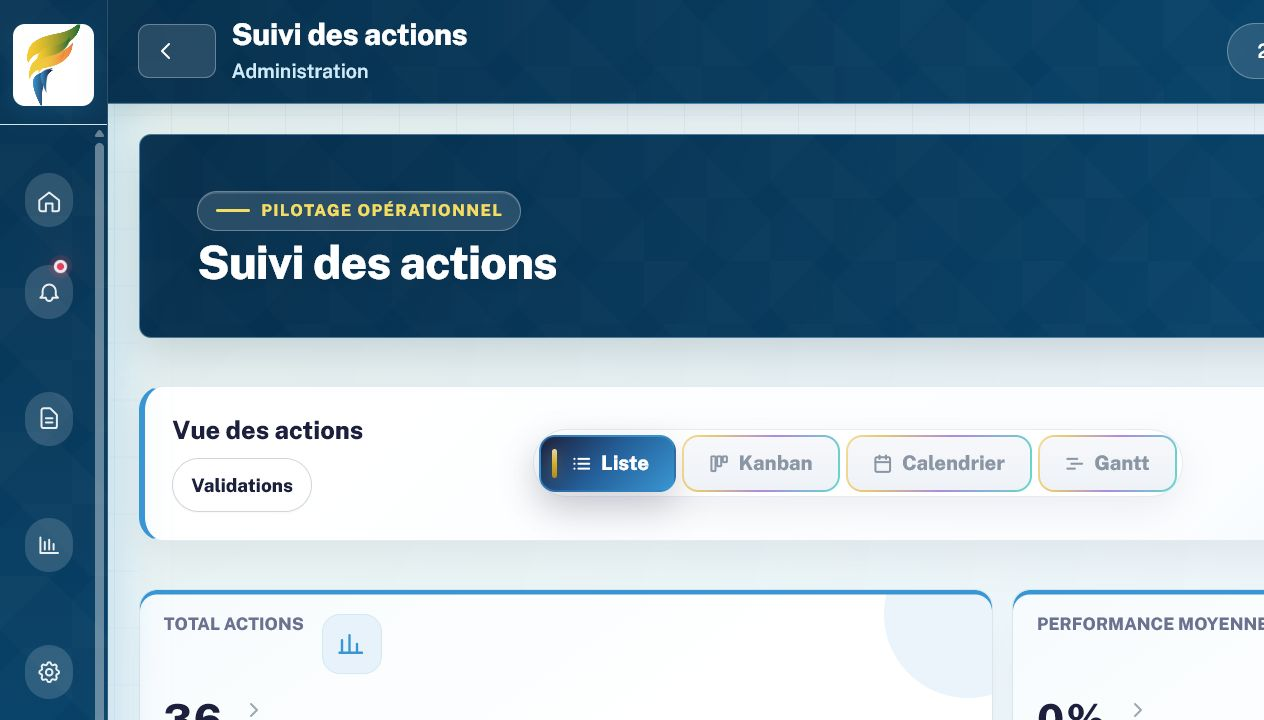 Suivi des actions
Administration
2
PILOTAGE OPÉRATIONNEL
Suivi des actions
Vue des actions
Validations
Liste
Kanban
Calendrier
Gantt
TOTAL ACTIONS
36
PERFORMANCE MOYENNE
0%